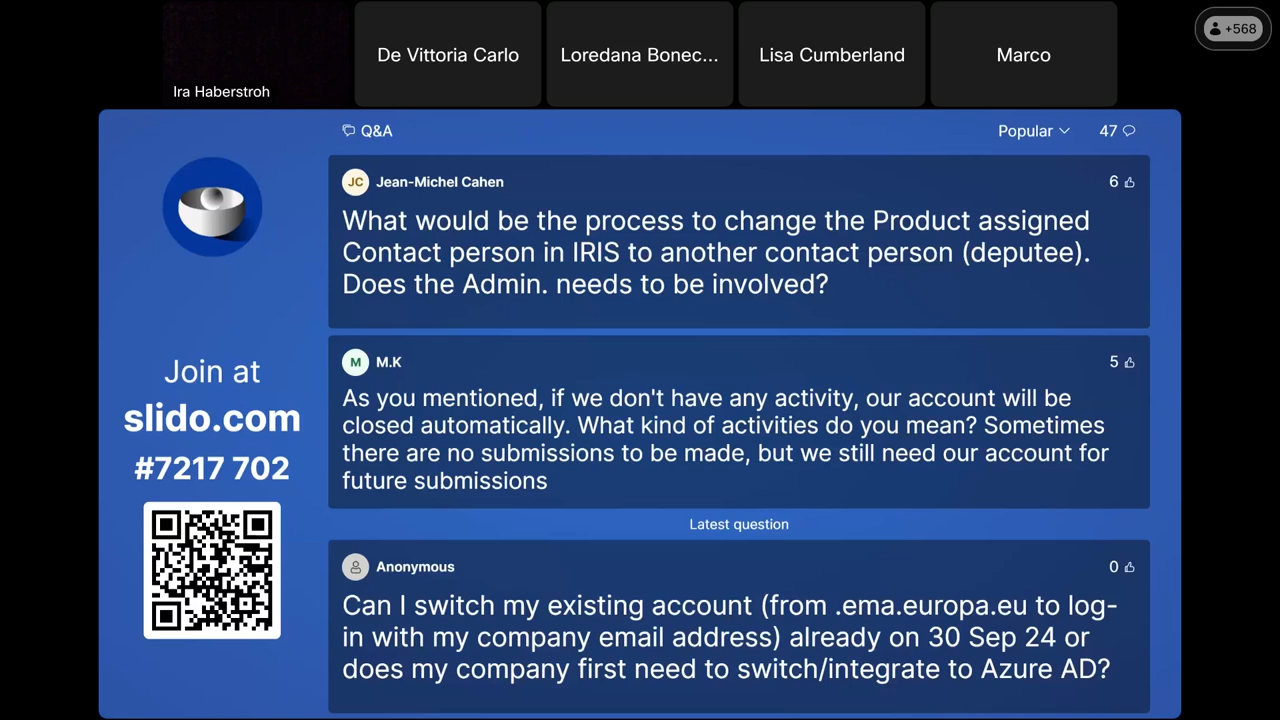 Ira Haberstroh
De Vittoria Carlo
Loredana Bonec...
Lisa Cumberland
Marco
+568
Q&A
Popular
47
Join at
slido.com
#7217 702
JC Jean-Michel Cahen
6
What would be the process to change the Product assigned
Contact person in IRIS to another contact person (deputee).
Does the Admin. needs to be involved?
M M.K
5
As you mentioned, if we don't have any activity, our account will be
closed automatically. What kind of activities do you mean? Sometimes
there are no submissions to be made, but we still need our account for
future submissions
Latest question
Anonymous
0
Can I switch my existing account (from .ema.europa.eu to log-
in with my company email address) already on 30 Sep 24 or
does my company first need to switch/integrate to Azure AD?